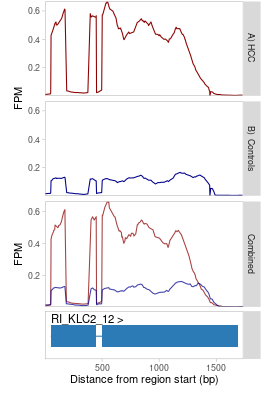 0.6
0.4
0.2
A) HCC
FPM
0.6
0.4
0.2
B) Controls
0.6
0.4
0.2
Combined
FPM
RI_KLC2_12 >
500
1000
1500
Distance from region start (bp)